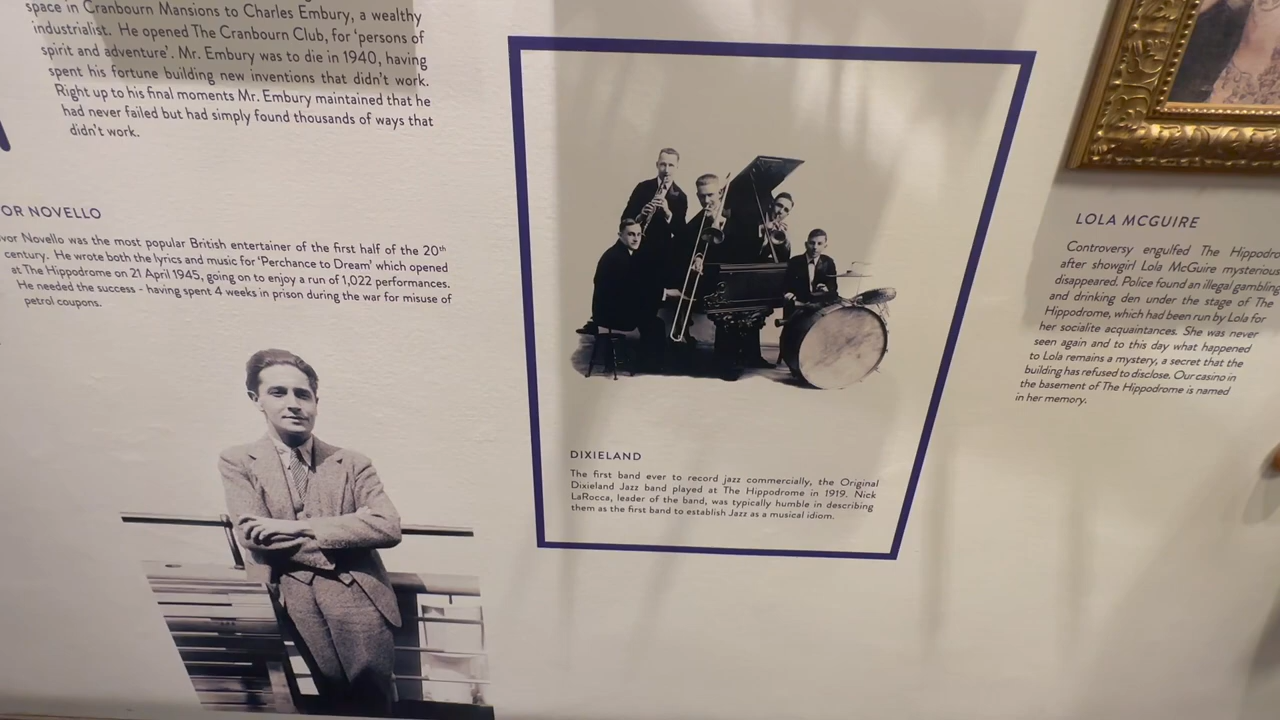 space in Cranbourn Mansions to Charles Embury, a wealthy
industrialist. He opened The Cranbourn Club, for 'persons of
spirit and adventure'. Mr. Embury was to die in 1940, having
spent his fortune building new inventions that didn't work.
Right up to his final moments Mr. Embury maintained that he
had never failed but had simply found thousands of ways that
didn't work.
OR NOVELLO
vor Novello was the most popular British entertainer of the first half of the 20th
century. He wrote both the lyrics and music for 'Perchance to Dream' which opened
at The Hippodrome on 21 April 1945, going on to enjoy a run of 1,022 performances.
He needed the success - having spent 4 weeks in prison during the war for misuse of
petrol coupons.
DIXIELAND
The first band ever to record jazz commercially, the Original
Dixieland Jazz band played at The Hippodrome in 1919. Nick
LaRocca, leader of the band, was typically humble in describing
them as the first band to establish Jazz as a musical idiom.
LOLA MCGUIRE
Controversy engulfed The Hippodro
after showgirl Lola McGuire mysterious
disappeared. Police found an illegal gambling
and drinking den under the stage of The
Hippodrome, which had been run by Lola for
her socialite acquaintances. She was never
seen again and to this day what happened
to Lola remains a mystery, a secret that the
building has refused to disclose. Our casino in
the basement of The Hippodrome is named
in her memory.